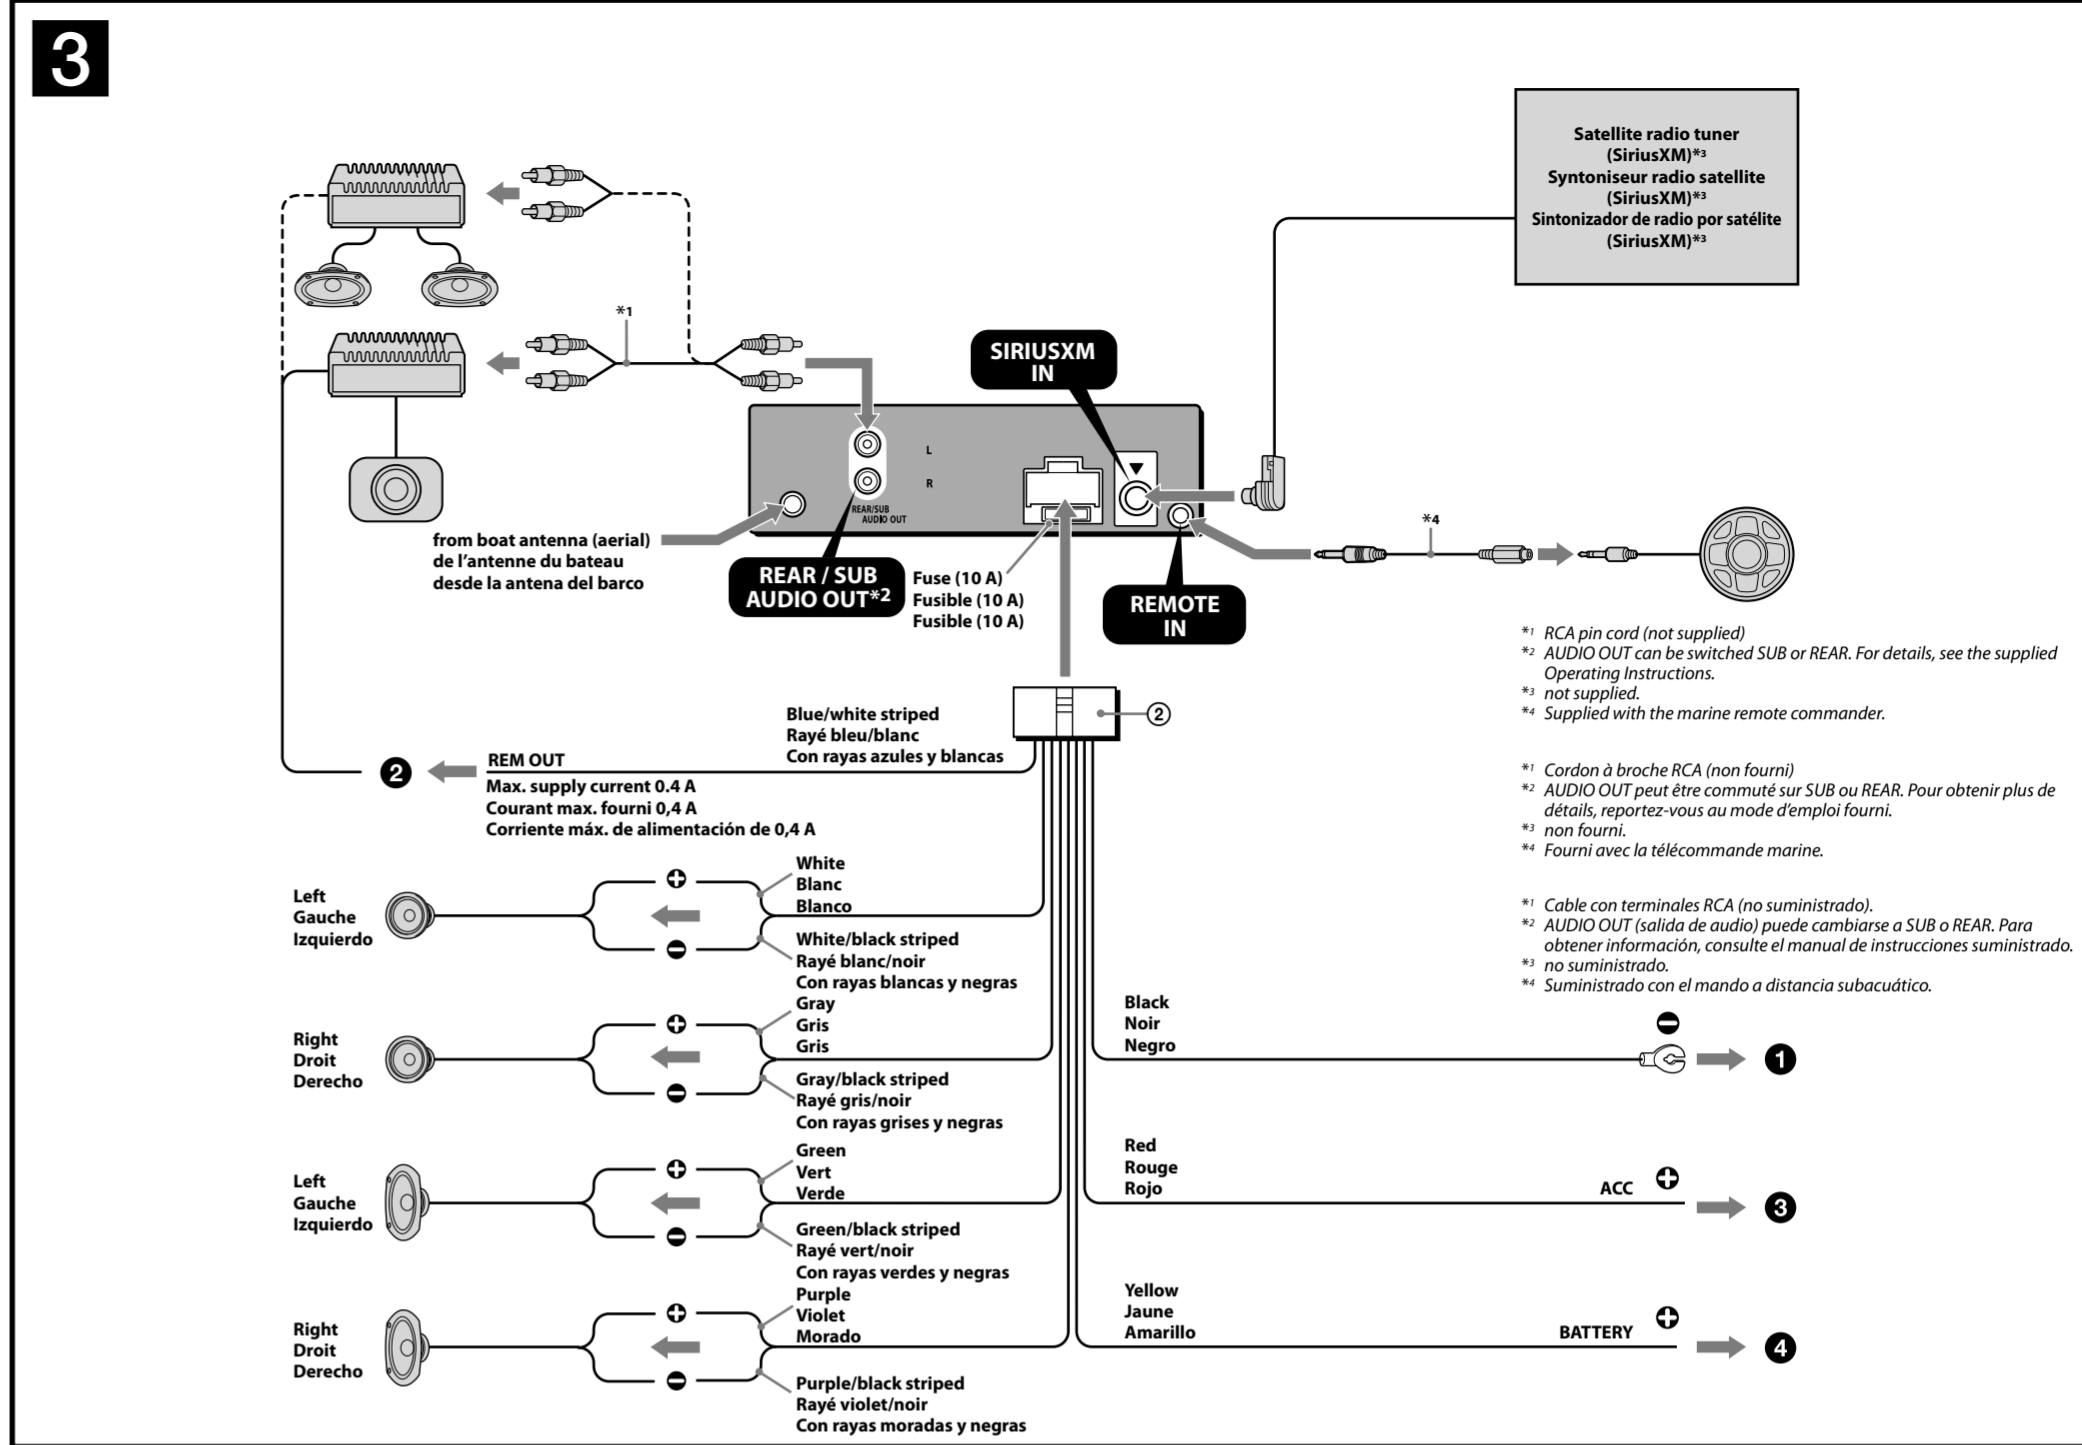 3
Satellite radio tuner
(SiriusXM)*3
Syntoniseur radio satellite
(SiriusXM)*3
Sintonizador de radio por satélite
(SiriusXM)*3
*1
SIRIUSXM
IN
L
R
REAR/SUB
AUDIO OUT
*4
from boat antenna (aerial)
de l'antenne du bateau
desde la antena del barco
REAR / SUB
AUDIO OUT*2
Fuse (10 A)
Fusible (10 A)
Fusible (10 A)
REMOTE
IN
*1 RCA pin cord (not supplied)
*2 AUDIO OUT can be switched SUB or REAR. For details, see the supplied
Operating Instructions.
*3 not supplied.
*4 Supplied with the marine remote commander.
*1 Cordon à broche RCA (non fourni)
*2 AUDIO OUT peut être commuté sur SUB ou REAR. Pour obtenir plus de
détails, reportez-vous au mode d'emploi fourni.
*3 non fourni.
*4 Fourni avec la télécommande marine.
*1 Cable con terminales RCA (no suministrado).
*2 AUDIO OUT (salida de audio) puede cambiarse a SUB o REAR. Para
obtener información, consulte el manual de instrucciones suministrado.
*3 no suministrado.
*4 Suministrado con el mando a distancia subacuático.
2
Blue/white striped
Rayé bleu/blanc
Con rayas azules y blancas
2
REM OUT
Max. supply current 0.4 A
Courant max. fourni 0,4 A
Corriente máx. de alimentación de 0,4 A
Left
Gauche
Izquierdo
White
Blanc
Blanco
White/black striped
Rayé blanc/noir
Con rayas blancas y negras
Right
Droit
Derecho
Gray
Gris
Gris
Gray/black striped
Rayé gris/noir
Con rayas grises y negras
Left
Gauche
Izquierdo
Green
Vert
Verde
Green/black striped
Rayé vert/noir
Con rayas verdes y negras
Right
Droit
Derecho
Purple
Violet
Morado
Purple/black striped
Rayé violet/noir
Con rayas moradas y negras
Black
Noir
Negro
1
Red
Rouge
Rojo
ACC
3
Yellow
Jaune
Amarillo
BATTERY
4